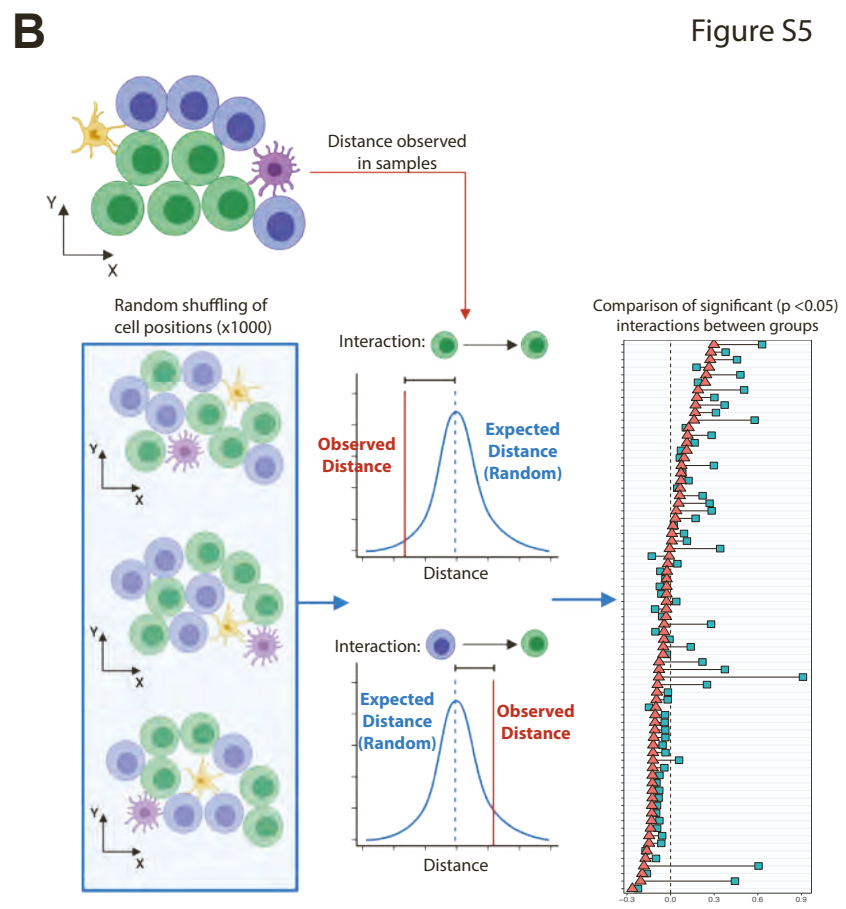 B
Figure S5
Distance observed
in samples
Y
X
Random shuffling of
cell positions (x1000)
Y
X
Y
X
Y
X
Interaction:
Observed
Distance
Expected
Distance
(Random)
Distance
Interaction:
Expected
Distance
(Random)
Observed
Distance
Distance
Comparison of significant (p <0.05)
interactions between groups
−0.3 0.0 0.3 0.6 0.9